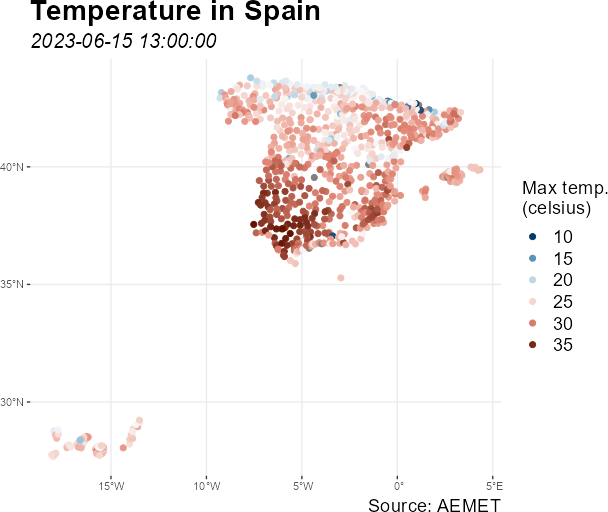 Temperature in Spain
2023-06-15 13:00:00
40°N
35°N
30°N
15°W
10°W
5°W
0°
5°E
Max temp.
(celsius)
10
15
20
25
30
35
Source: AEMET